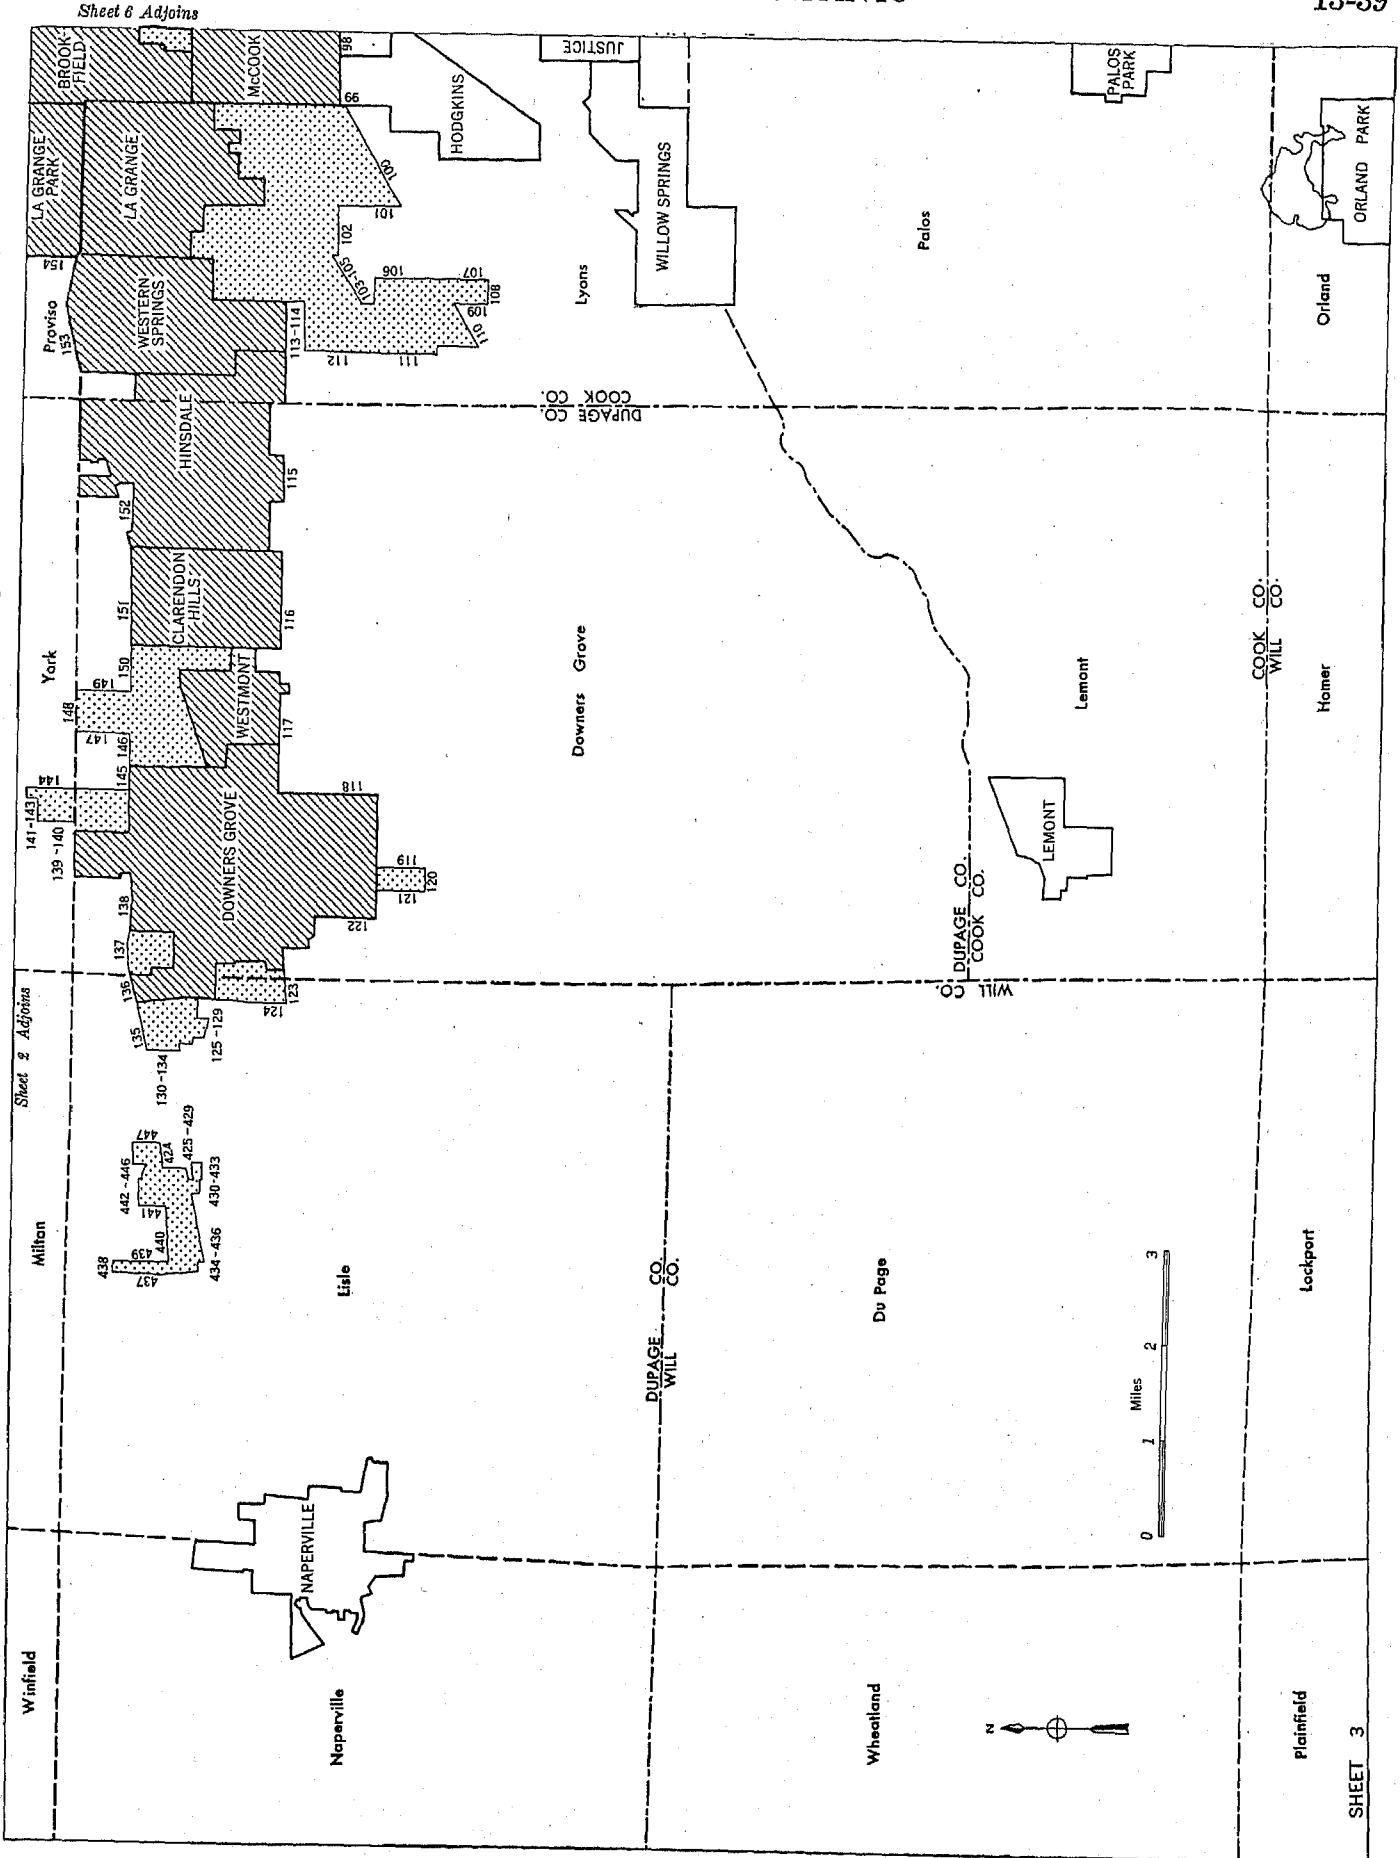 15-39
Sheet 6 Adjoins
Sheet 2 Adjoins
BROOK-
FIELD
McCOOK
98
99
HODGKINS
JUSTICE
PALOS
PARK
LA GRANGE
PARK
LA GRANGE
100
101
102
103-105
106
107
108
109
110
111
112
113-114
WILLOW SPRINGS
Palos
ORLAND PARK
154
Proviso
153
WESTERN
SPRINGS
Lyons
Orland
DUPAGE CO.
COOK CO.
HINSDALE
152
115
151
CLARENDON
HILLS
116
York
150
149
148
147
146
145
144
141-143
139-140
WESTMONT
117
Downers Grove
Lemont
COOK CO.
WILL CO.
Homer
DOWNERS GROVE
118
119
120
121
122
138
137
136
123
124
LEMONT
DUPAGE CO.
COOK CO.
WILL CO.
135
130-134
125-129
447
42A
425-429
442-446
430-433
441
440
439
438
437
434-436
Milton
Lisle
DUPAGE CO.
WILL CO.
Du Page
Lockport
Miles
0 1 2 3
NAPERVILLE
Winfield
Naperville
Wheatland
N
Plainfield
SHEET 3